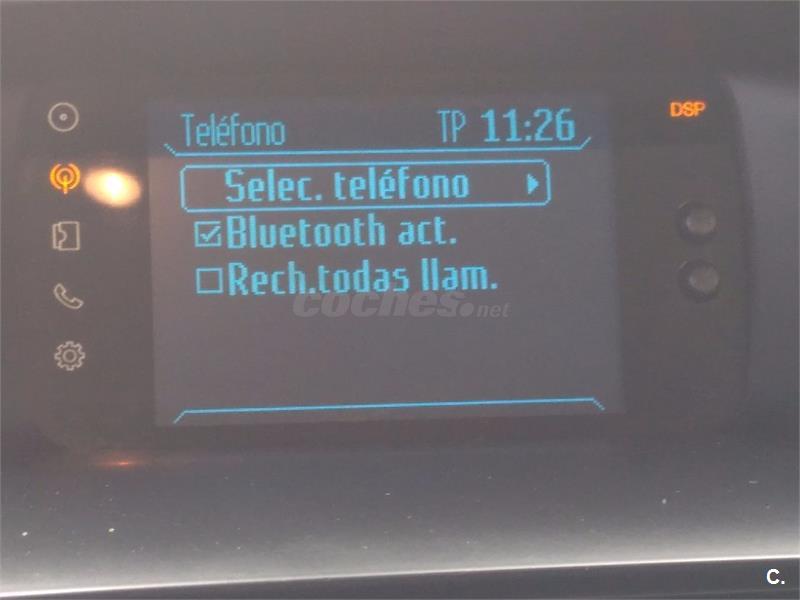 Teléfono TP 11:26
DSP
Selec. teléfono
Bluetooth act.
Rech.todas llam.
coches.net
C.